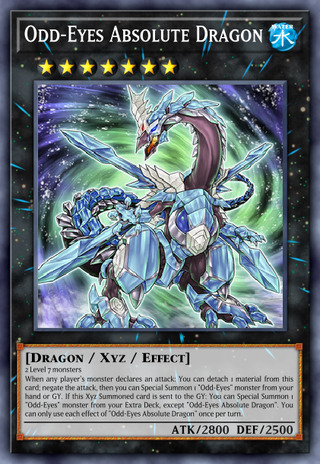 Odd-Eyes Absolute Dragon
WATER
水
[Dragon / Xyz / Effect]
2 Level 7 monsters
When any player's monster declares an attack: You can detach 1 material from this
card; negate the attack, then you can Special Summon 1 "Odd-Eyes" monster from your
hand or GY. If this Xyz Summoned card is sent to the GY: You can Special Summon
1 "Odd-Eyes" monster from your Extra Deck, except "Odd-Eyes Absolute Dragon". You
can only use each effect of "Odd-Eyes Absolute Dragon" once per turn.
ATK/2800 DEF/2500